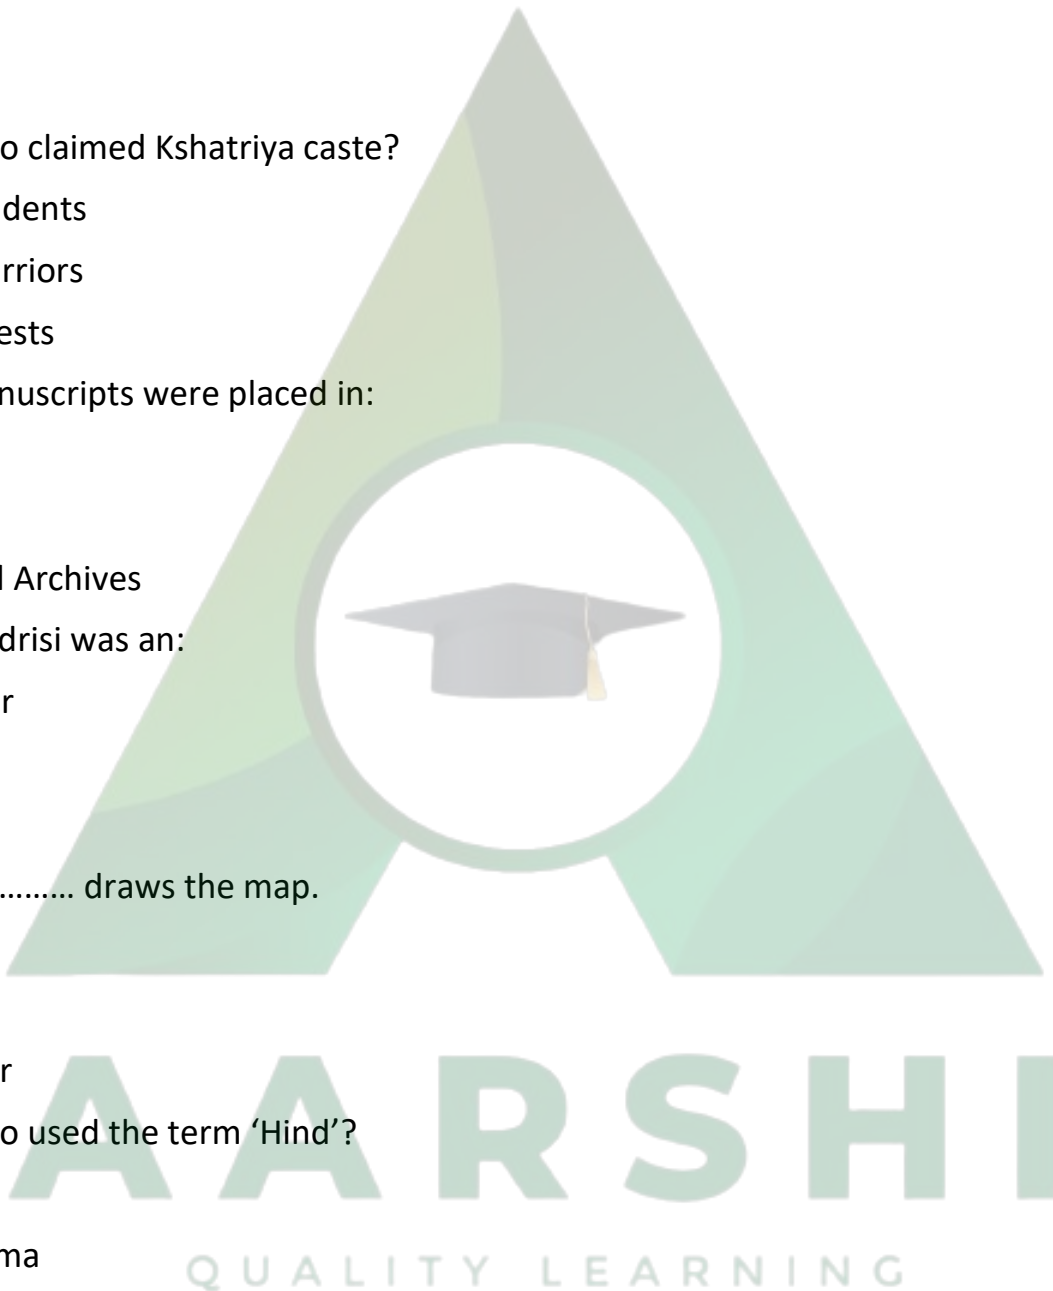 o claimed Kshatriya caste?
dents
rriors
ests
nuscripts were placed in:
l Archives
drisi was an:
r
………. draws the map.
r
o used the term ‘Hind’?
ma
AARSHI
QUALITY LEARNING